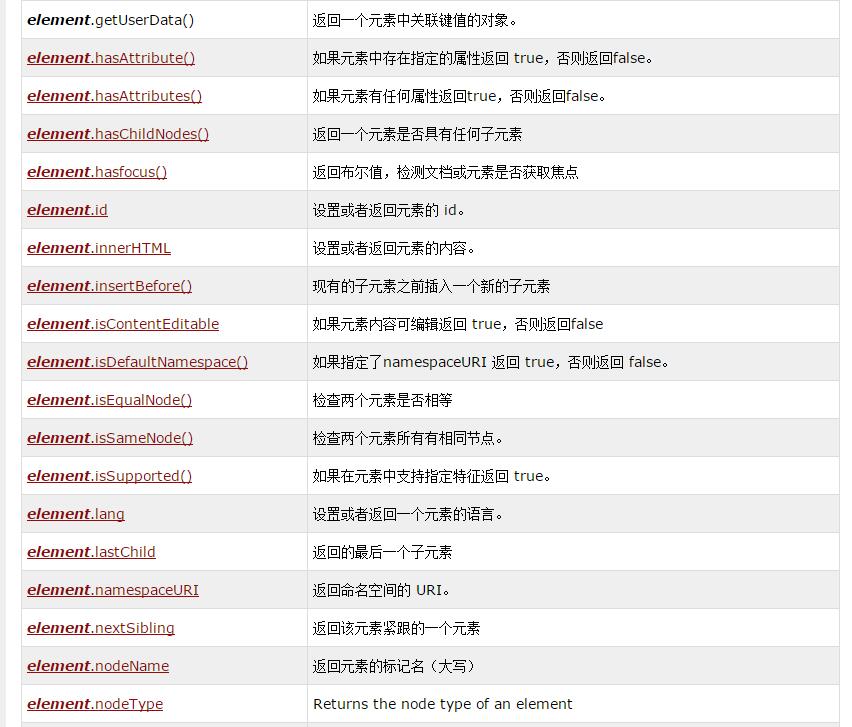 element.getUserData() 返回一个元素中关联键值的对象。
element.hasAttribute() 如果元素中存在指定的属性返回 true，否则返回false。
element.hasAttributes() 如果元素有任何属性返回true，否则返回false。
element.hasChildNodes() 返回一个元素是否具有任何子元素
element.hasfocus() 返回布尔值，检测文档或元素是否获取焦点
element.id 设置或者返回元素的 id。
element.innerHTML 设置或者返回元素的内容。
element.insertBefore() 现有的子元素之前插入一个新的子元素
element.isContentEditable 如果元素内容可编辑返回 true，否则返回false
element.isDefaultNamespace() 如果指定了namespaceURI 返回 true，否则返回 false。
element.isEqualNode() 检查两个元素是否相等
element.isSameNode() 检查两个元素所有有相同节点。
element.isSupported() 如果在元素中支持指定特征返回 true。
element.lang 设置或者返回一个元素的语言。
element.lastChild 返回的最后一个子元素
element.namespaceURI 返回命名空间的 URI。
element.nextSibling 返回该元素紧跟的一个元素
element.nodeName 返回元素的标记名（大写）
element.nodeType Returns the node type of an element